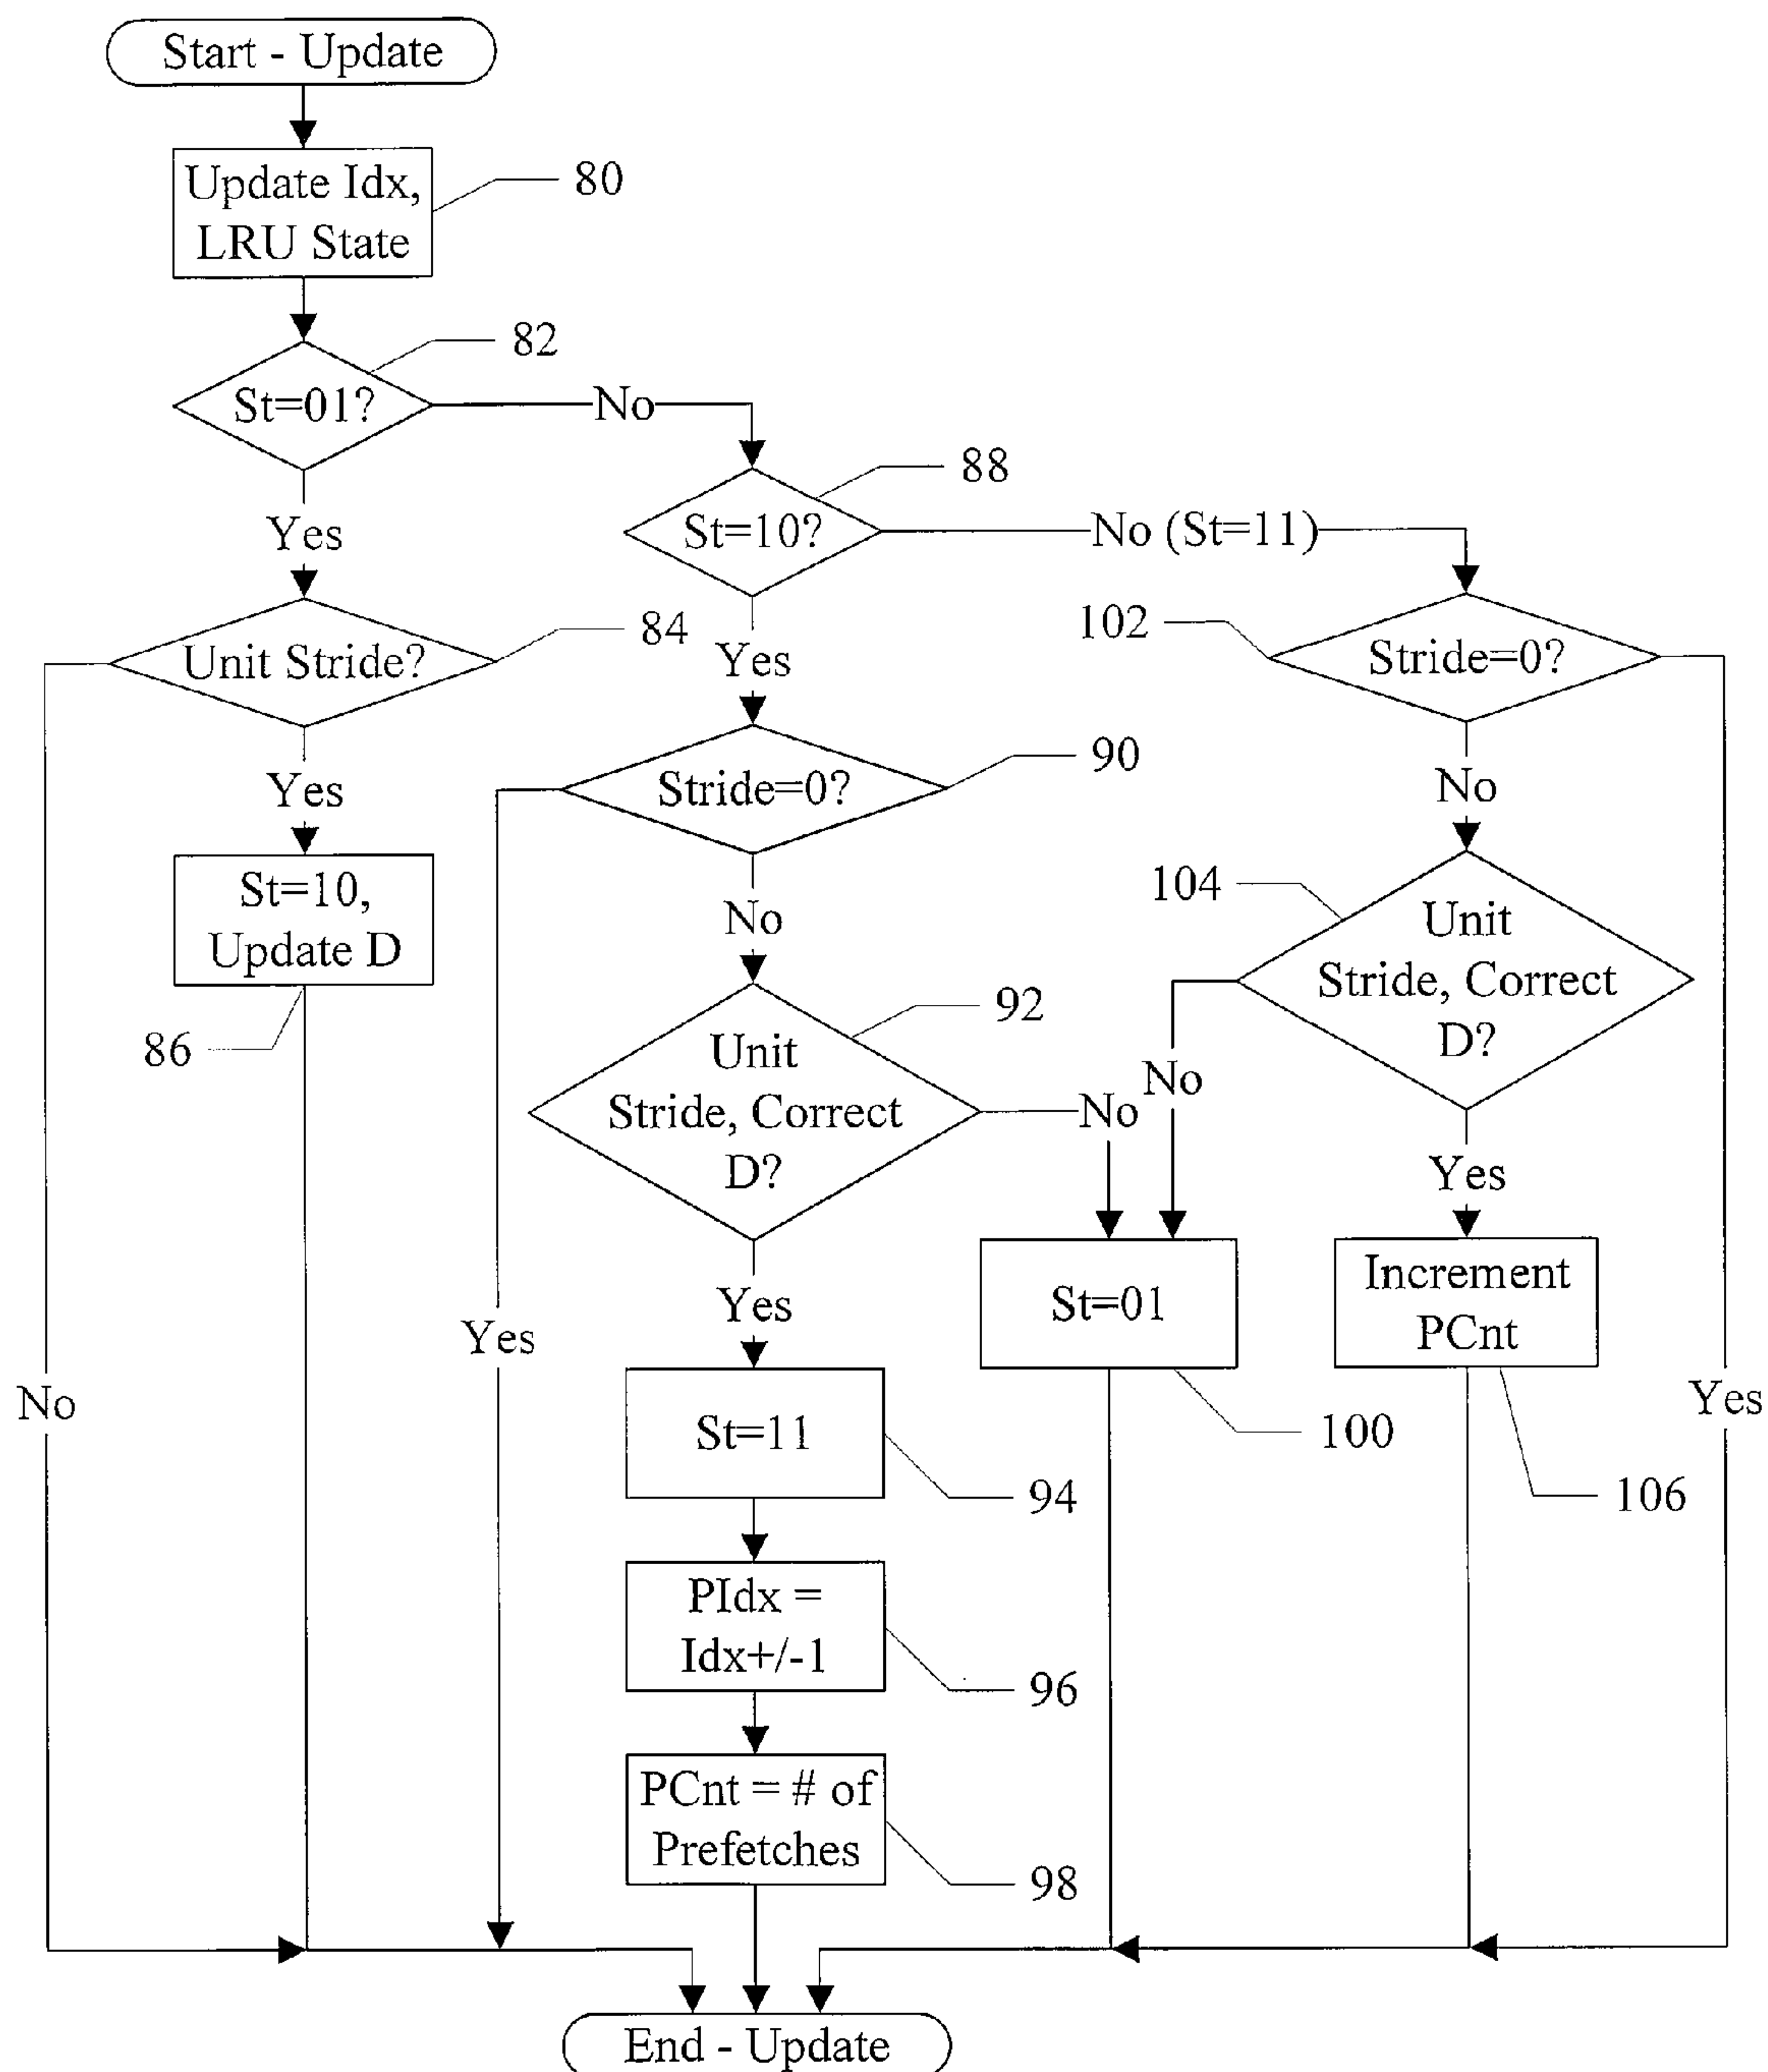 Start - Update
Update Idx,
LRU State
80
St=01?
82
No
Yes
St=10?
88
No (St=11)
Yes
Unit Stride?
84
No
Yes
St=10,
Update D
86
Stride=0?
90
Yes
No
Unit
Stride, Correct
D?
92
No
Yes
St=11
94
PIdx =
Idx+/-1
96
PCnt = # of
Prefetches
98
St=01
100
Stride=0?
102
Yes
No
Unit
Stride, Correct
D?
104
No
Yes
Increment
PCnt
106
End - Update